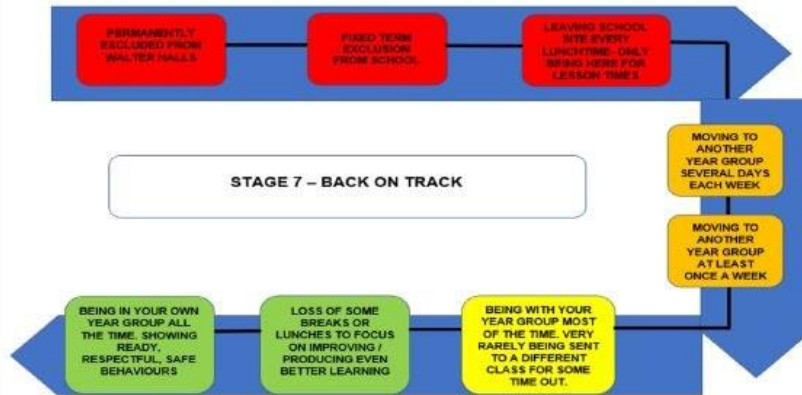 PERMANENTLY
EXCLUDED FROM
WALTER HALLS
FIXED TERM
EXCLUSION
FROM SCHOOL
LEAVING SCHOOL
SITE EVERY
LUNCHTIME- ONLY
BEING HERE FOR
LESSON TIMES
MOVING TO
ANOTHER
YEAR GROUP
SEVERAL DAYS
EACH WEEK
STAGE 7 – BACK ON TRACK
MOVING TO
ANOTHER
YEAR GROUP
AT LEAST
ONCE A WEEK
BEING IN YOUR OWN
YEAR GROUP ALL
THE TIME. SHOWING
READY,
RESPECTFUL, SAFE
BEHAVIOURS
LOSS OF SOME
BREAKS OR
LUNCHES TO FOCUS
ON IMPROVING /
PRODUCING EVEN
BETTER LEARNING
BEING WITH YOUR
YEAR GROUP MOST
OF THE TIME. VERY
RARELY BEING SENT
TO A DIFFERENT
CLASS FOR SOME
TIME OUT.